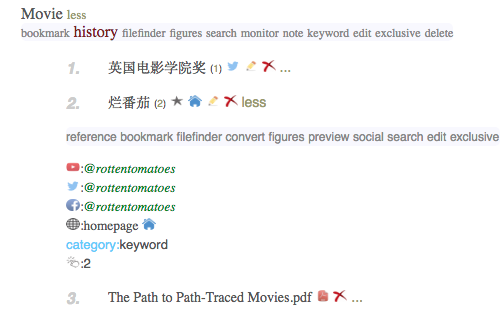 Movie less
bookmark history filefinder figures search monitor note keyword edit exclusive delete
1. 英国电影学院奖 (1) ...
2. 烂番茄 (2) less
reference bookmark filefinder convert figures preview social search edit exclusive
:@rottentomatoes
:@rottentomatoes
:@rottentomatoes
:homepage
category:keyword
:2
3. The Path to Path-Traced Movies.pdf ...